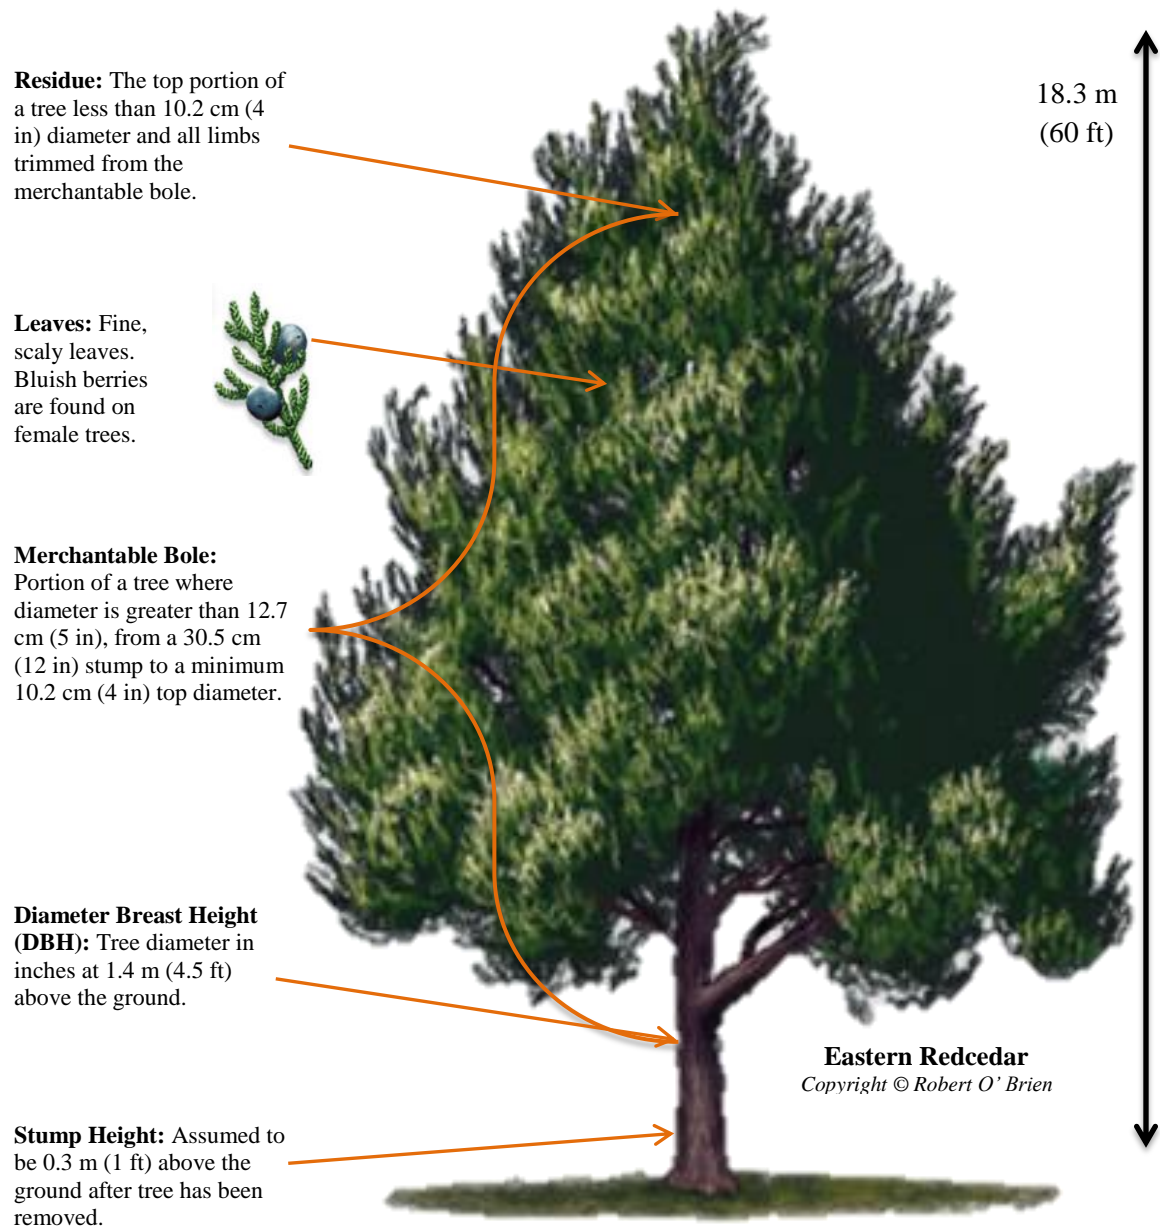 Residue: The top portion of
a tree less than 10.2 cm (4
in) diameter and all limbs
trimmed from the
merchantable bole.
18.3 m
(60 ft)
Leaves: Fine,
scaly leaves.
Bluish berries
are found on
female trees.
Merchantable Bole:
Portion of a tree where
diameter is greater than 12.7
cm (5 in), from a 30.5 cm
(12 in) stump to a minimum
10.2 cm (4 in) top diameter.
Diameter Breast Height
(DBH): Tree diameter in
inches at 1.4 m (4.5 ft)
above the ground.
Eastern Redcedar
Copyright © Robert O’ Brien
Stump Height: Assumed to
be 0.3 m (1 ft) above the
ground after tree has been
removed.